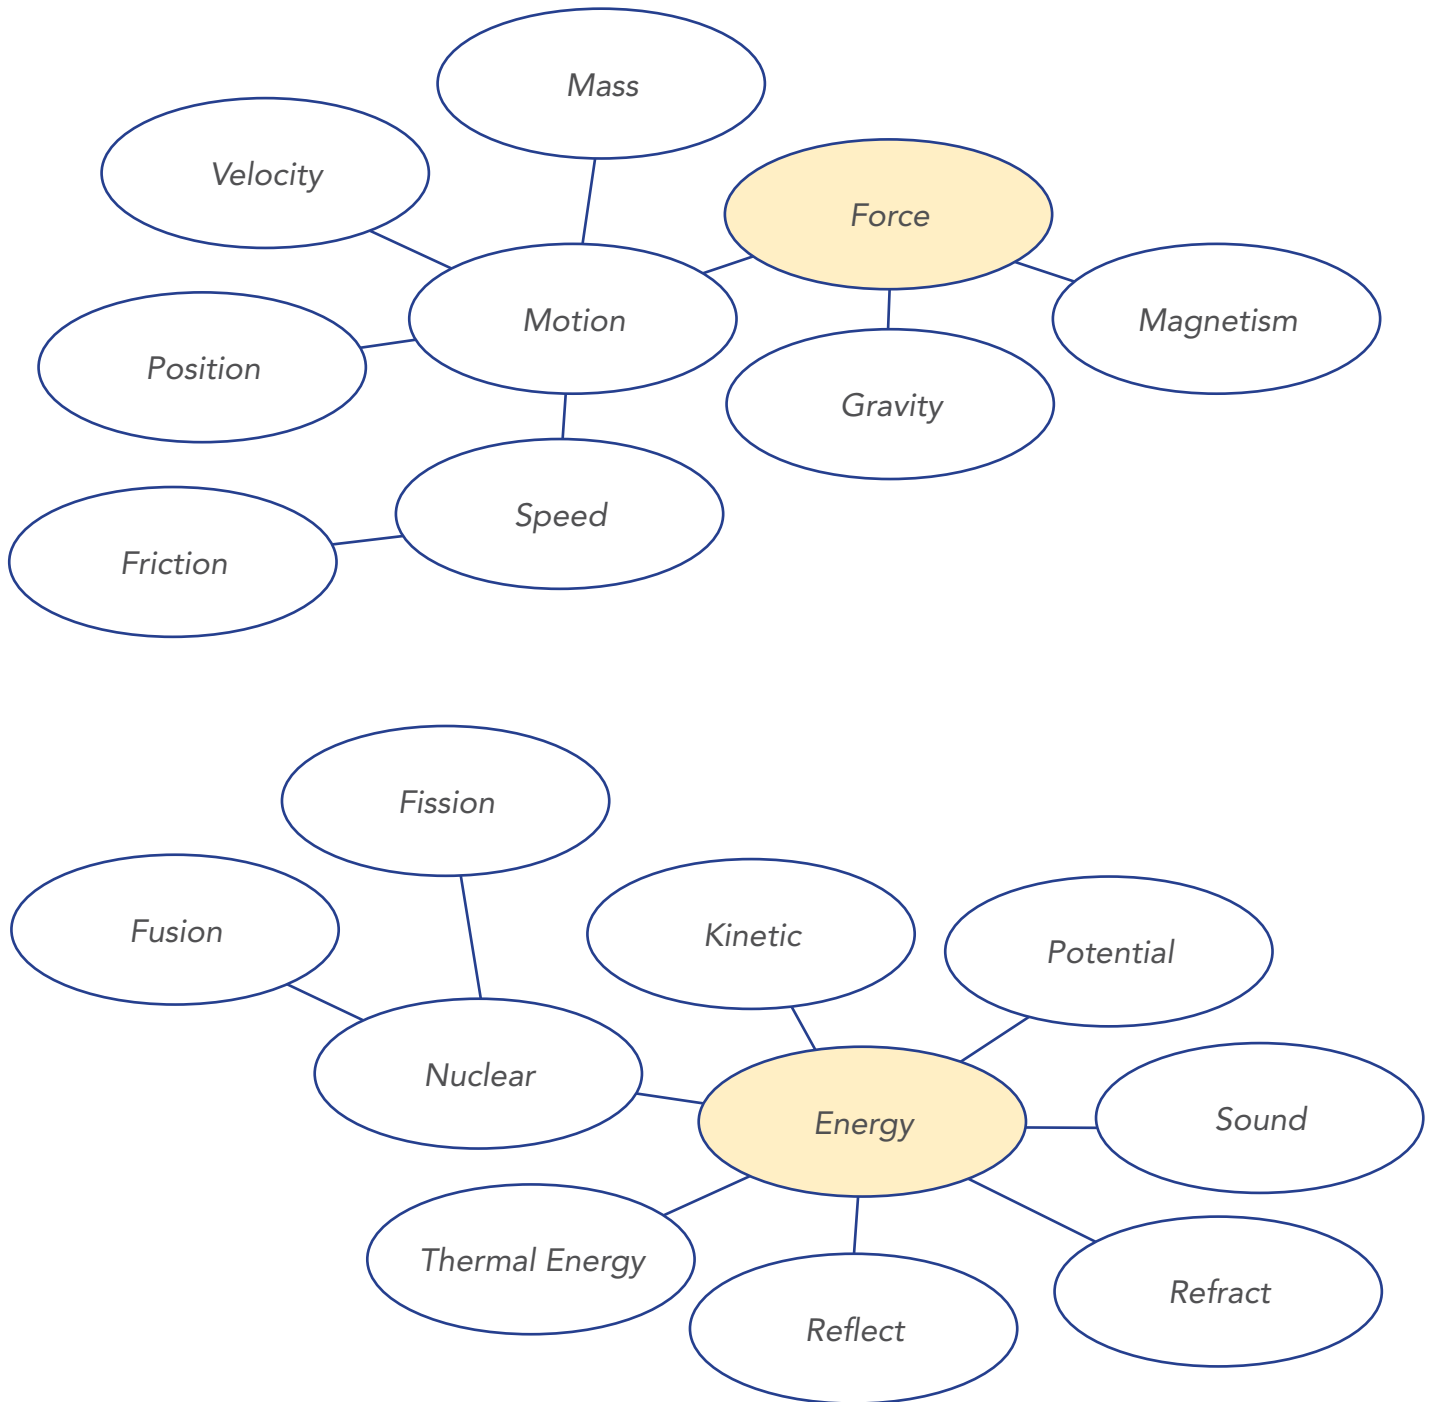 Mass
Velocity
Force
Motion
Magnetism
Position
Gravity
Speed
Friction
Fission
Fusion
Kinetic
Potential
Nuclear
Energy
Sound
Thermal Energy
Refract
Reflect